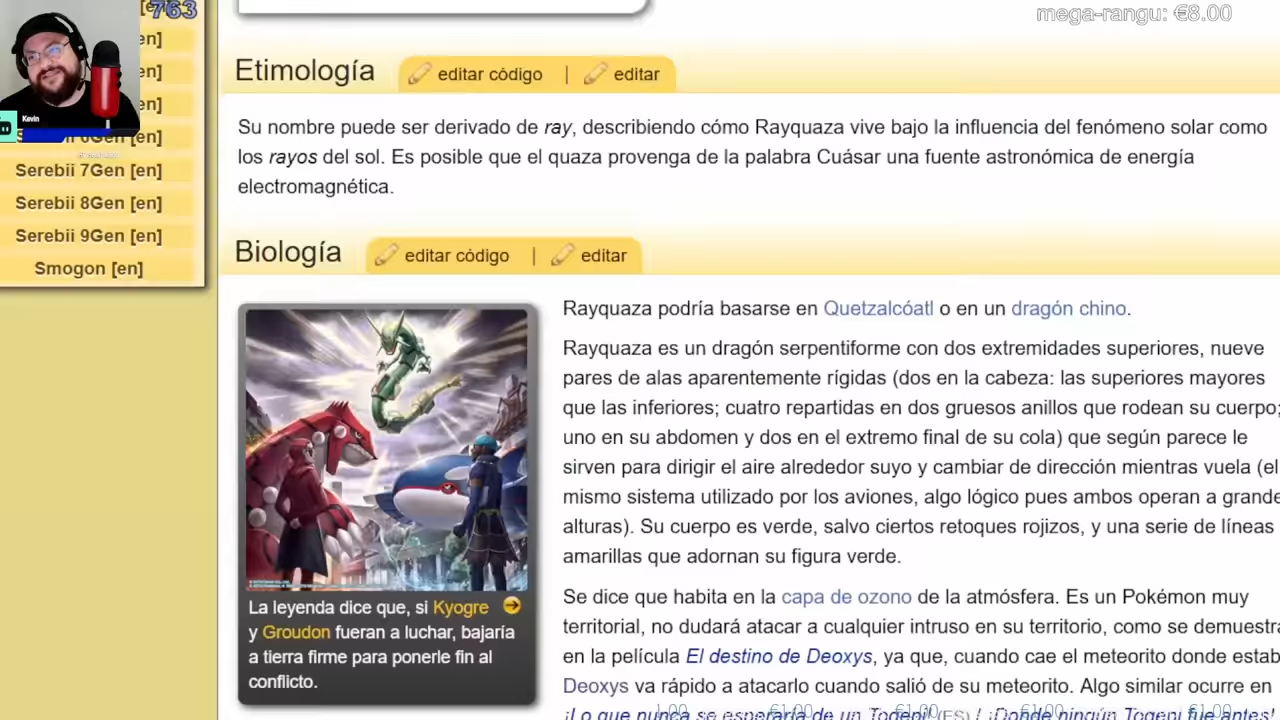 763
[en]
[en]
[en]
[en]
Kevin
Serebii 7Gen [en]
Serebii 8Gen [en]
Serebii 9Gen [en]
Smogon [en]
mega-rangu: €8.00
Etimología editar código | editar
Su nombre puede ser derivado de ray, describiendo cómo Rayquaza vive bajo la influencia del fenómeno solar como
los rayos del sol. Es posible que el quaza provenga de la palabra Cuásar una fuente astronómica de energía
electromagnética.
Biología editar código | editar
La leyenda dice que, si Kyogre
y Groudon fueran a luchar, bajaría
a tierra firme para ponerle fin al
conflicto.
Rayquaza podría basarse en Quetzalcóatl o en un dragón chino.
Rayquaza es un dragón serpentiforme con dos extremidades superiores, nueve
pares de alas aparentemente rígidas (dos en la cabeza: las superiores mayores
que las inferiores; cuatro repartidas en dos gruesos anillos que rodean su cuerpo;
uno en su abdomen y dos en el extremo final de su cola) que según parece le
sirven para dirigir el aire alrededor suyo y cambiar de dirección mientras vuela (el
mismo sistema utilizado por los aviones, algo lógico pues ambos operan a grande
alturas). Su cuerpo es verde, salvo ciertos retoques rojizos, y una serie de líneas
amarillas que adornan su figura verde.
Se dice que habita en la capa de ozono de la atmósfera. Es un Pokémon muy
territorial, no dudará atacar a cualquier intruso en su territorio, como se demuestra
en la película El destino de Deoxys, ya que, cuando cae el meteorito donde estab
Deoxys va rápido a atacarlo cuando salió de su meteorito. Algo similar ocurre en
¡Lo que nunca se esperaría de un Togepi! (ES) / ¡Donde ningún Togepi fue antes!